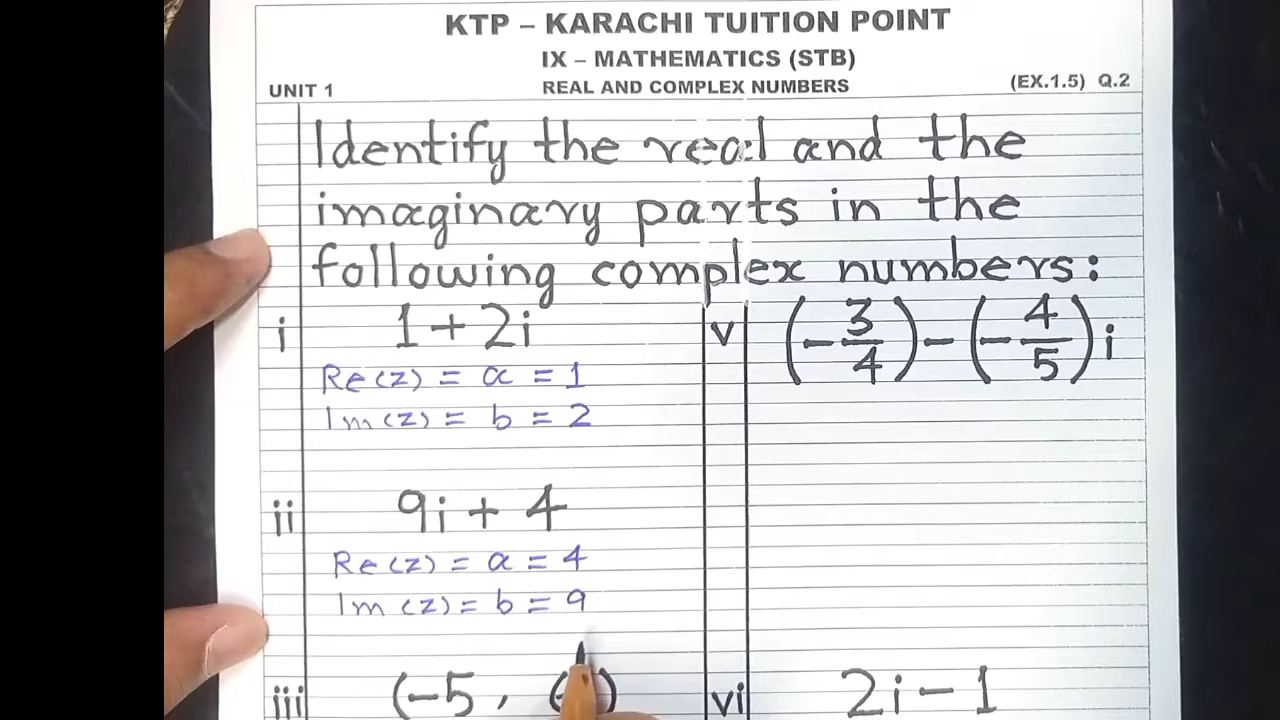 KTP – KARACHI TUITION POINT
IX – MATHEMATICS (STB)
UNIT 1 REAL AND COMPLEX NUMBERS (EX.1.5) Q.2
Identify the real and the
imaginary parts in the
following complex numbers:
i 1 + 2i
Re(z) = a = 1
Im(z) = b = 2
ii 9i + 4
Re(z) = a = 4
Im(z) = b = 9
iii (-5,
v (-3/4) - (-4/5)i
vi 2i - 1